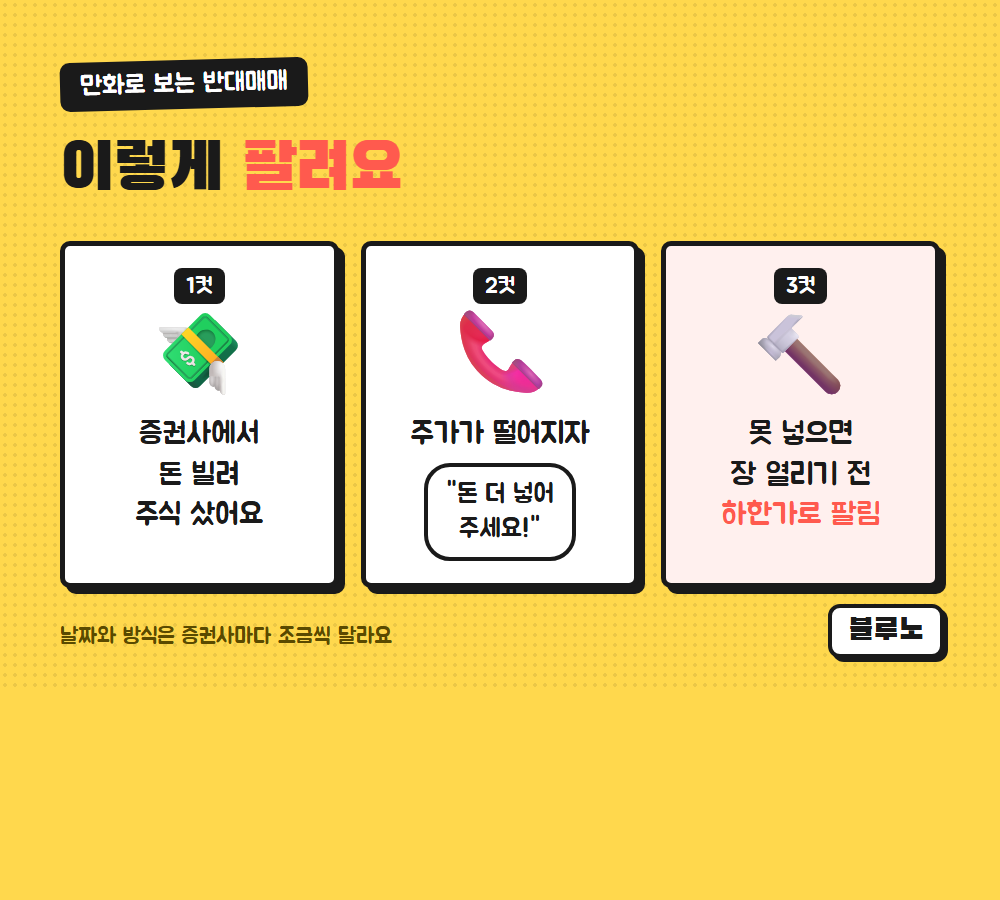 만화로 보는 반대매매
이렇게 팔려요
1컷
증권사에서
돈 빌려
주식 샀어요
2컷
주가가 떨어지자
"돈 더 넣어
주세요!"
3컷
못 넣으면
장 열리기 전
하한가로 팔림
날짜와 방식은 증권사마다 조금씩 달라요
블루노